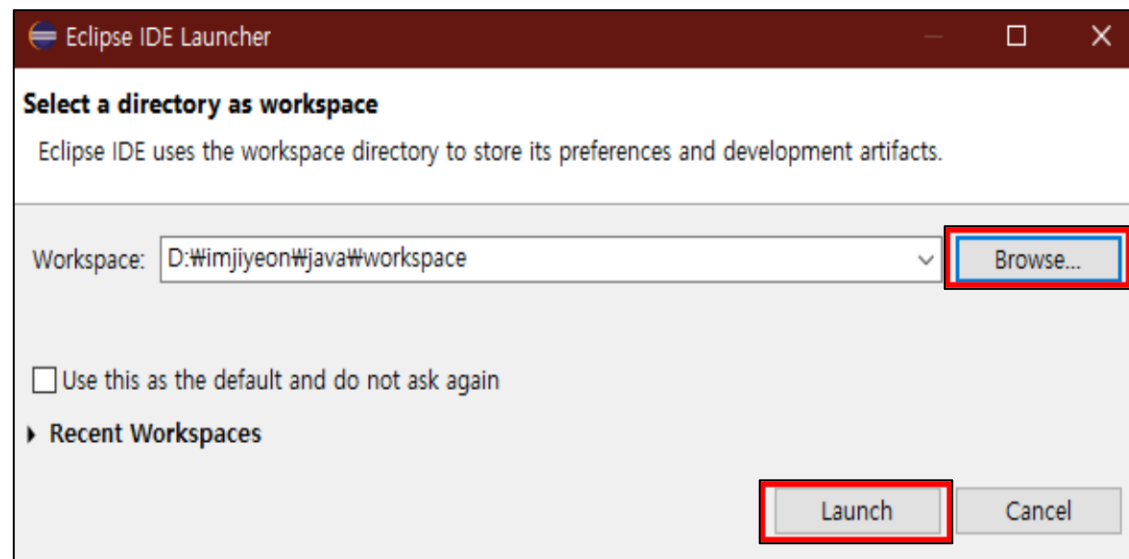 Eclipse IDE Launcher
Select a directory as workspace
Eclipse IDE uses the workspace directory to store its preferences and development artifacts.
Workspace: D:₩imjiyeon₩java₩workspace Browse...
Use this as the default and do not ask again
Recent Workspaces
Launch Cancel